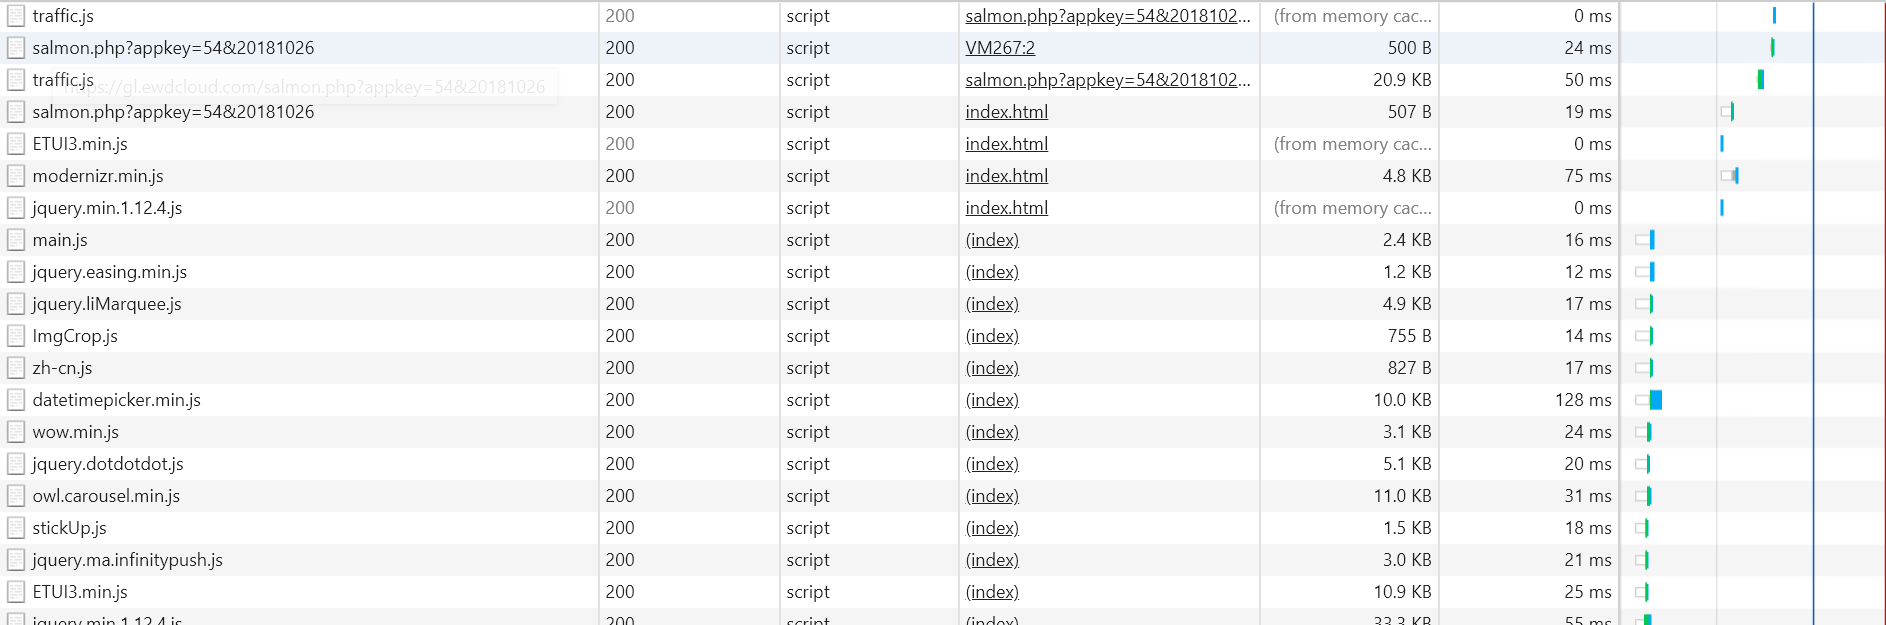 traffic.js 200 script salmon.php?appkey=54&2018102... (from memory cac... 0 ms
salmon.php?appkey=54&20181026 200 script VM267:2 500 B 24 ms
traffic.js 200 script salmon.php?appkey=54&2018102... 20.9 KB 50 ms
https://gl.ewdcloud.com/salmon.php?appkey=54&20181026
salmon.php?appkey=54&20181026 200 script index.html 507 B 19 ms
ETUI3.min.js 200 script index.html (from memory cac... 0 ms
modernizr.min.js 200 script index.html 4.8 KB 75 ms
jquery.min.1.12.4.js 200 script index.html (from memory cac... 0 ms
main.js 200 script (index) 2.4 KB 16 ms
jquery.easing.min.js 200 script (index) 1.2 KB 12 ms
jquery.liMarquee.js 200 script (index) 4.9 KB 17 ms
ImgCrop.js 200 script (index) 755 B 14 ms
zh-cn.js 200 script (index) 827 B 17 ms
datetimepicker.min.js 200 script (index) 10.0 KB 128 ms
wow.min.js 200 script (index) 3.1 KB 24 ms
jquery.dotdotdot.js 200 script (index) 5.1 KB 20 ms
owl.carousel.min.js 200 script (index) 11.0 KB 31 ms
stickUp.js 200 script (index) 1.5 KB 18 ms
jquery.ma.infinitypush.js 200 script (index) 3.0 KB 21 ms
ETUI3.min.js 200 script (index) 10.9 KB 25 ms
jquery.min.1.12.4.js 200 script (index) 33.3 KB 55 ms